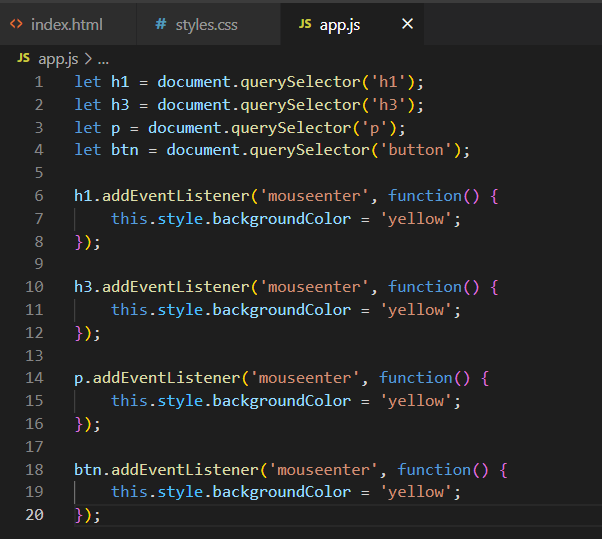 <> index.html # styles.css JS app.js ×
JS app.js > ...
1 let h1 = document.querySelector('h1');
2 let h3 = document.querySelector('h3');
3 let p = document.querySelector('p');
4 let btn = document.querySelector('button');
5
6 h1.addEventListener('mouseenter', function() {
7     this.style.backgroundColor = 'yellow';
8 });
9
10 h3.addEventListener('mouseenter', function() {
11     this.style.backgroundColor = 'yellow';
12 });
13
14 p.addEventListener('mouseenter', function() {
15     this.style.backgroundColor = 'yellow';
16 });
17
18 btn.addEventListener('mouseenter', function() {
19     this.style.backgroundColor = 'yellow';
20 });